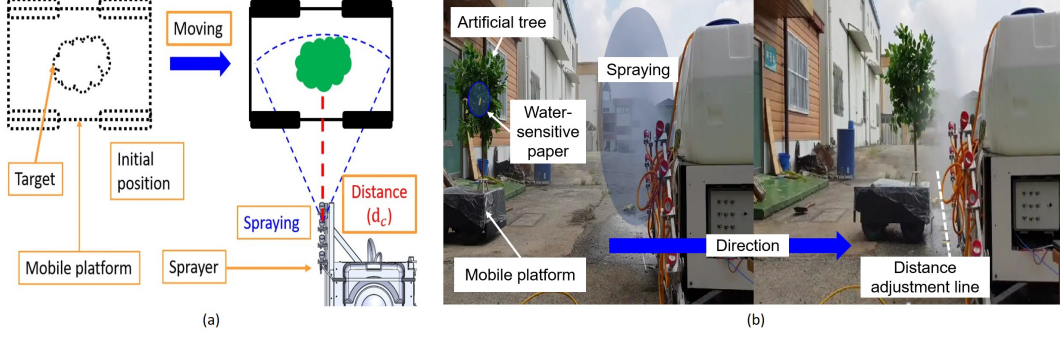 Moving
Target
Initial
position
Mobile platform
Spraying
Sprayer
Distance
(d_c)
(a)
Artificial tree
Spraying
Water-
sensitive
paper
Mobile platform
Direction
Distance
adjustment line
(b)